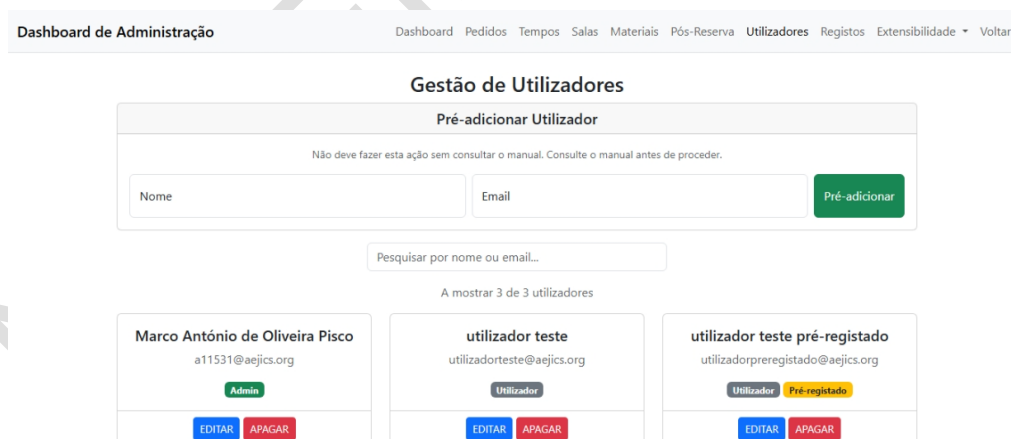 Dashboard de Administração Dashboard Pedidos Tempos Salas Materiais Pós-Reserva Utilizadores Registos Extensibilidade Voltar
Gestão de Utilizadores
Pré-adicionar Utilizador
Não deve fazer esta ação sem consultar o manual. Consulte o manual antes de proceder.
Nome Email Pré-adicionar
Pesquisar por nome ou email...
A mostrar 3 de 3 utilizadores
Marco António de Oliveira Pisco utilizador teste utilizador teste pré-registado
a11531@aejics.org utilizadorteste@aejics.org utilizadorpreregistado@aejics.org
Admin Utilizador Utilizador Pré-registado
EDITAR APAGAR EDITAR APAGAR EDITAR APAGAR